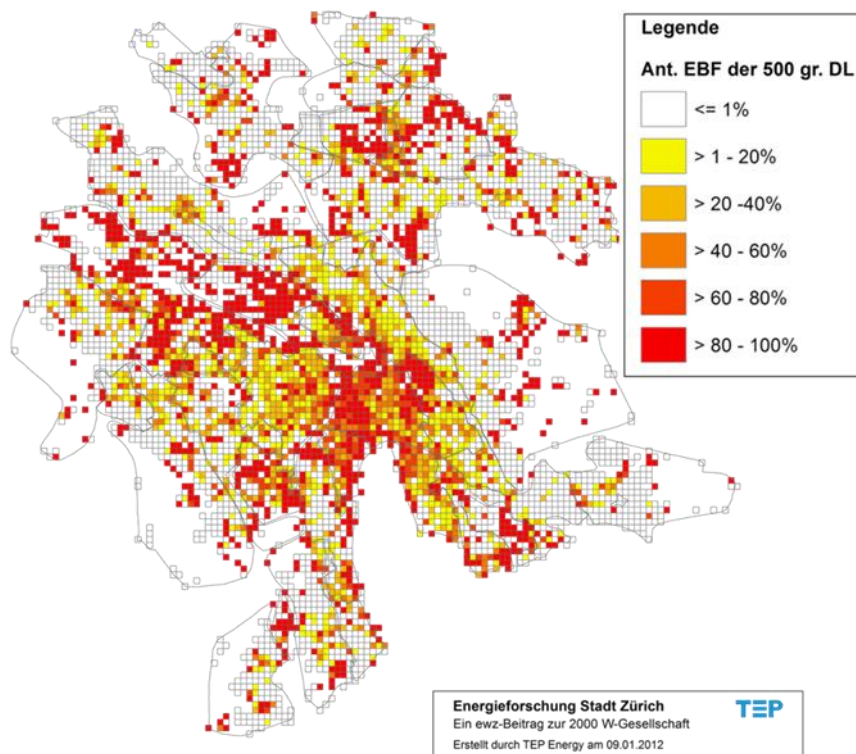 Legende
Ant. EBF der 500 gr. DL
<= 1%
> 1 - 20%
> 20 -40%
> 40 - 60%
> 60 - 80%
> 80 - 100%
Energieforschung Stadt Zürich
TEP
Ein ewz-Beitrag zur 2000 W-Gesellschaft
Erstellt durch TEP Energy am 09.01.2012